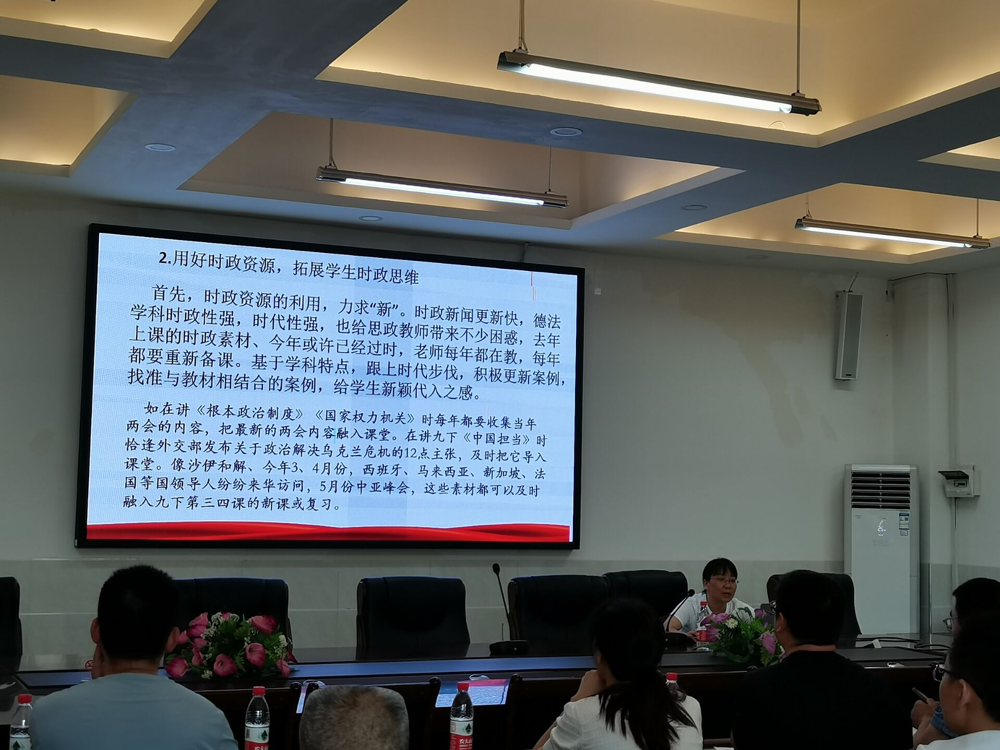 2.用好时政资源，拓展学生时政思维
首先，时政资源的利用，力求“新”。时政新闻更新快，德法
学科时政性强，时代性强，也给思政教师带来不少困惑，去年
上课的时政素材、今年或许已经过时，老师每年都在教，每年
都要重新备课。基于学科特点，跟上时代步伐，积极更新案例，
找准与教材相结合的案例，给学生新颖代入之感。
如在讲《根本政治制度》《国家权力机关》时每年都要收集当年
两会的内容，把最新的两会内容融入课堂。在讲九下《中国担当》时
恰逢外交部发布关于政治解决乌克兰危机的12点主张，及时把它导入
课堂。像沙伊和解、今年3、4月份，西班牙、马来西亚、新加坡、法
国等国领导人纷纷来华访问，5月份中亚峰会，这些素材都可以及时
融入九下第三四课的新课或复习。